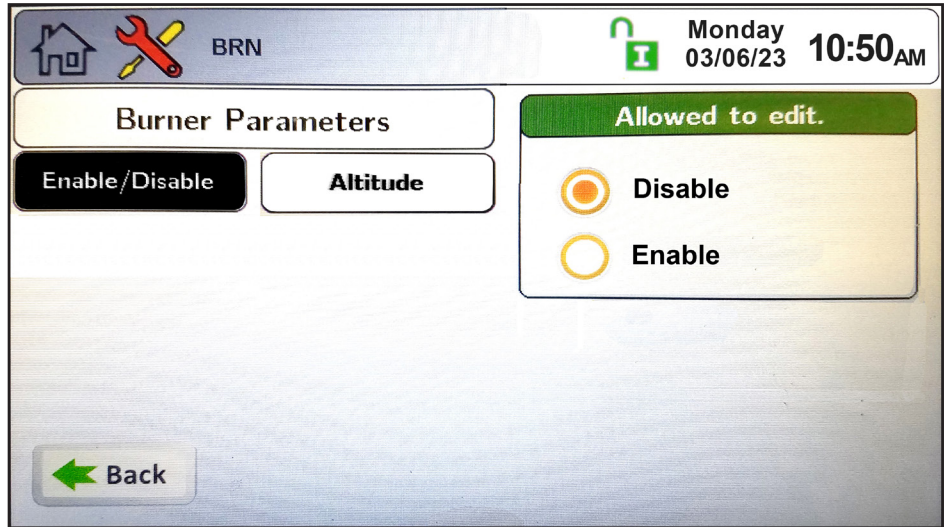 BRN
Monday
03/06/23
10:50AM
Burner Parameters
Enable/Disable
Altitude
Allowed to edit.
Disable
Enable
Back
I